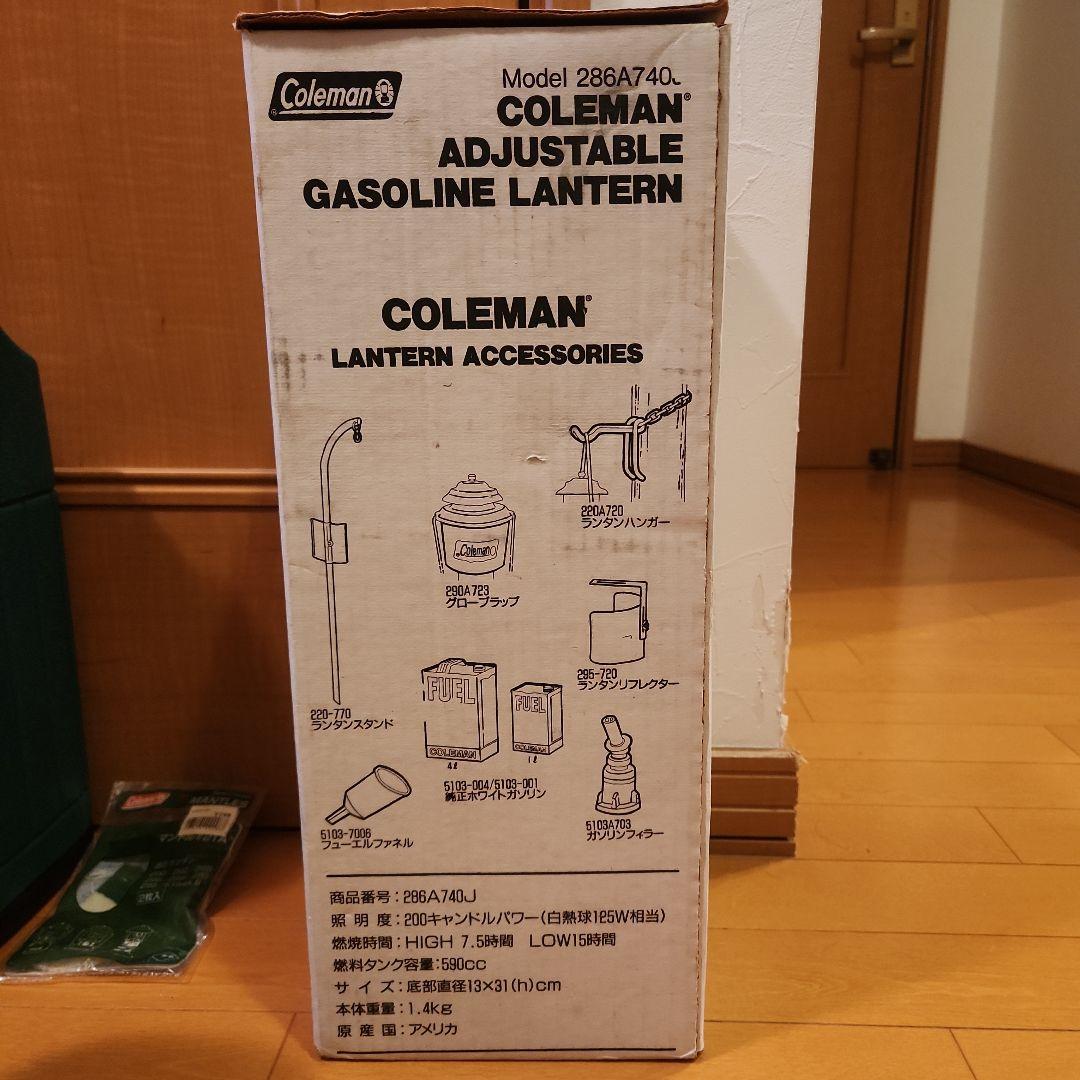 Coleman
Model 286A740J
COLEMAN®
ADJUSTABLE
GASOLINE LANTERN
COLEMAN®
LANTERN ACCESSORIES
220A720
ランタンハンガー
Coleman
290A723
グローブラップ
295-720
ランタンリフレクター
220-770
ランタンスタンド
FUEL
COLEMAN
4ℓ
FUEL
COLEMAN
1ℓ
5103-004/5103-001
純正ホワイトガソリン
5103-7006
フューエルファネル
5103A703
ガソリンフィラー
商品番号:286A740J
照明度:200キャンドルパワー(白熱球125W相当)
燃焼時間:HIGH 7.5時間 LOW15時間
燃料タンク容量:590cc
サイズ:底部直径13×31(h)cm
本体重量:1.4kg
原産国:アメリカ
MANTLES
2枚入